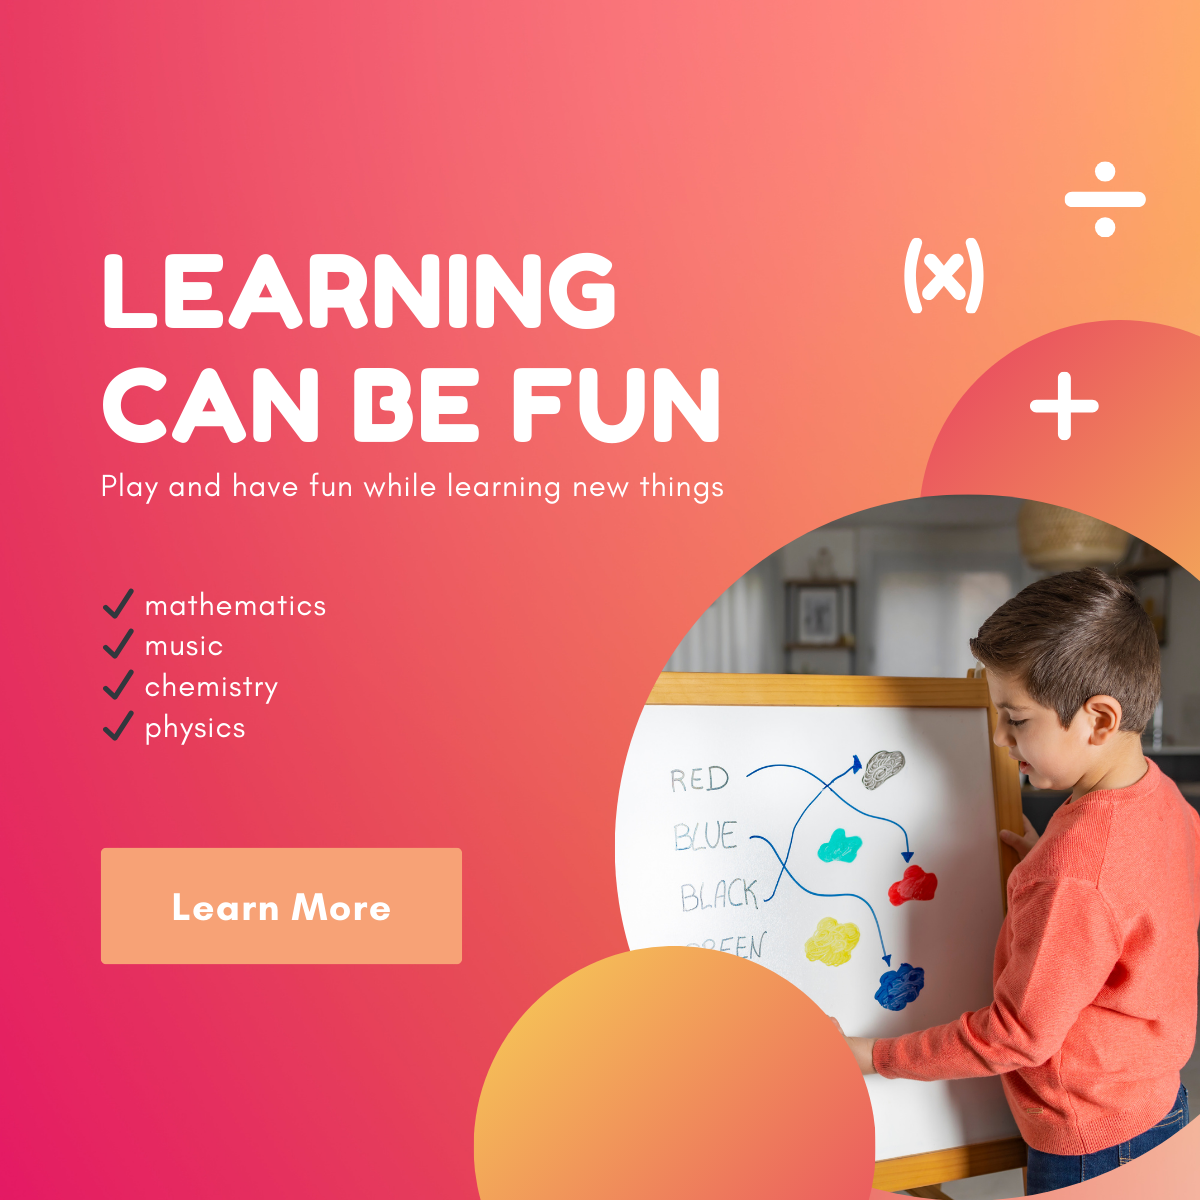 LEARNING
CAN BE FUN
Play and have fun while learning new things
mathematics
music
chemistry
physics
Learn More
÷
(x)
+
RED
BLUE
BLACK
GREEN